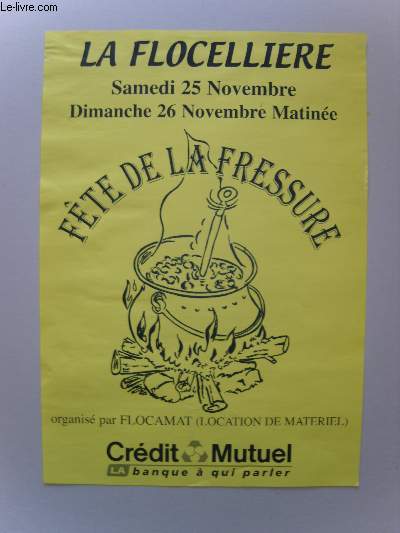 © Le-livre.com
LA FLOCELLIERE
Samedi 25 Novembre
Dimanche 26 Novembre Matinée
FÊTE DE LA FRESSURE
organisé par FLOCAMAT (LOCATION DE MATERIEL)
Crédit Mutuel
LA banque à qui parler